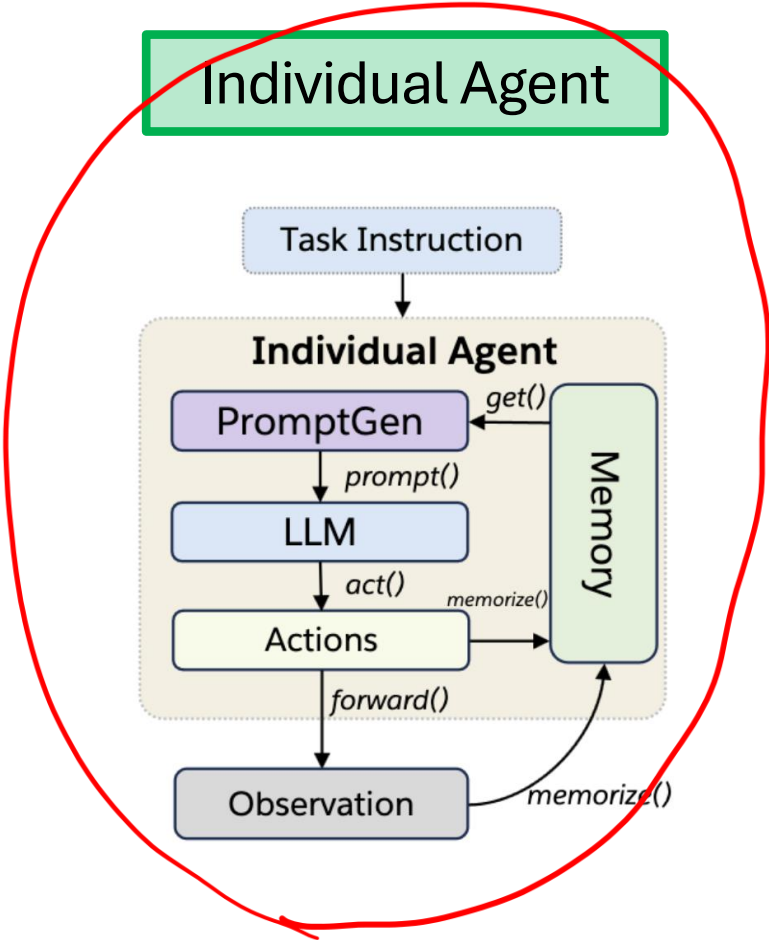 Individual Agent
Task Instruction
Individual Agent
get()
PromptGen
prompt()
Memory
LLM
act()
memorize()
Actions
forward()
Observation
memorize()